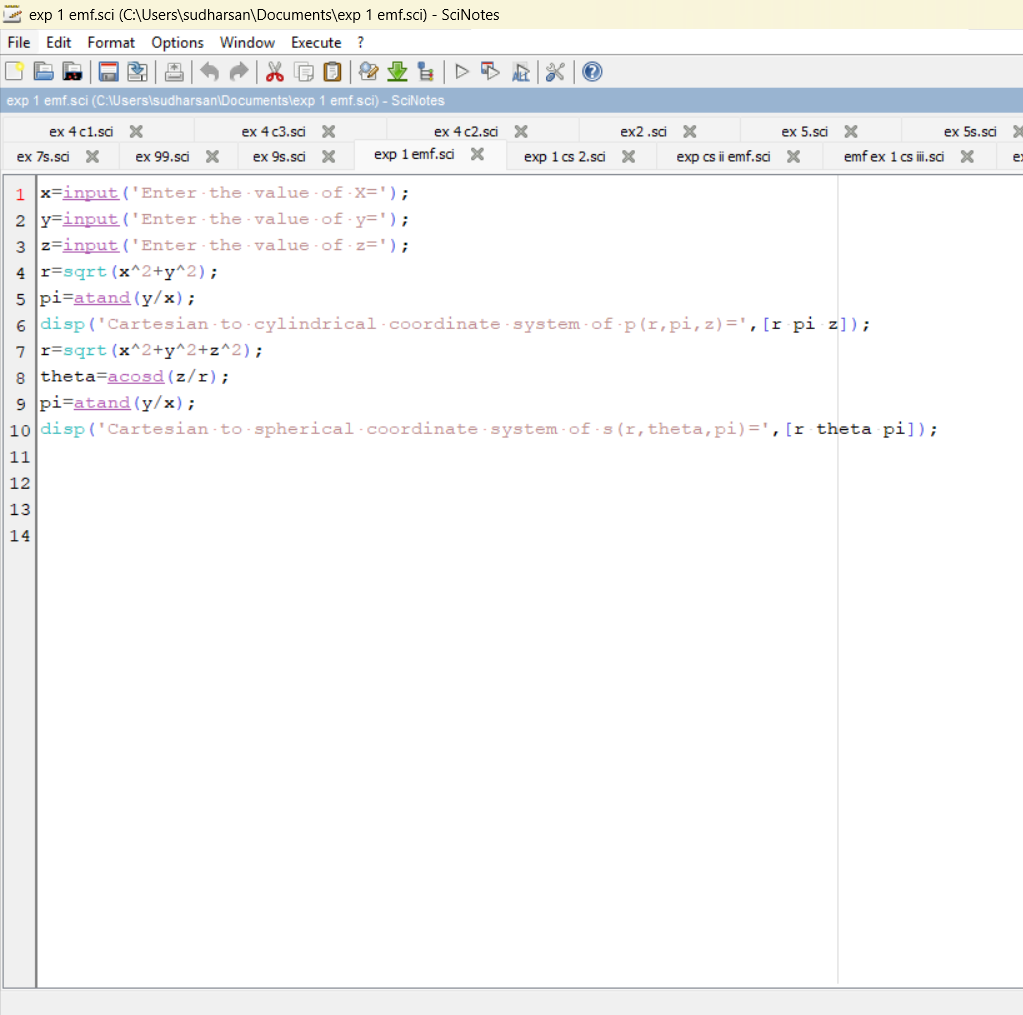 exp 1 emf.sci (C:\Users\sudharsan\Documents\exp 1 emf.sci) - SciNotes
File Edit Format Options Window Execute ?
exp 1 emf.sci (C:\Users\sudharsan\Documents\exp 1 emf.sci) - SciNotes
ex 4 c1.sci ex 4 c3.sci ex 4 c2.sci ex2 .sci ex 5.sci ex 5s.sci
ex 7s.sci ex 99.sci ex 9s.sci exp 1 emf.sci exp 1 cs 2.sci exp cs ii emf.sci emf ex 1 cs iii.sci
1 x=input('Enter the value of X=');
2 y=input('Enter the value of y=');
3 z=input('Enter the value of z=');
4 r=sqrt(x^2+y^2);
5 pi=atand(y/x);
6 disp('Cartesian to cylindrical coordinate system of p(r,pi,z)=',[r pi z]);
7 r=sqrt(x^2+y^2+z^2);
8 theta=acosd(z/r);
9 pi=atand(y/x);
10 disp('Cartesian to spherical coordinate system of s(r,theta,pi)=',[r theta pi]);
11
12
13
14